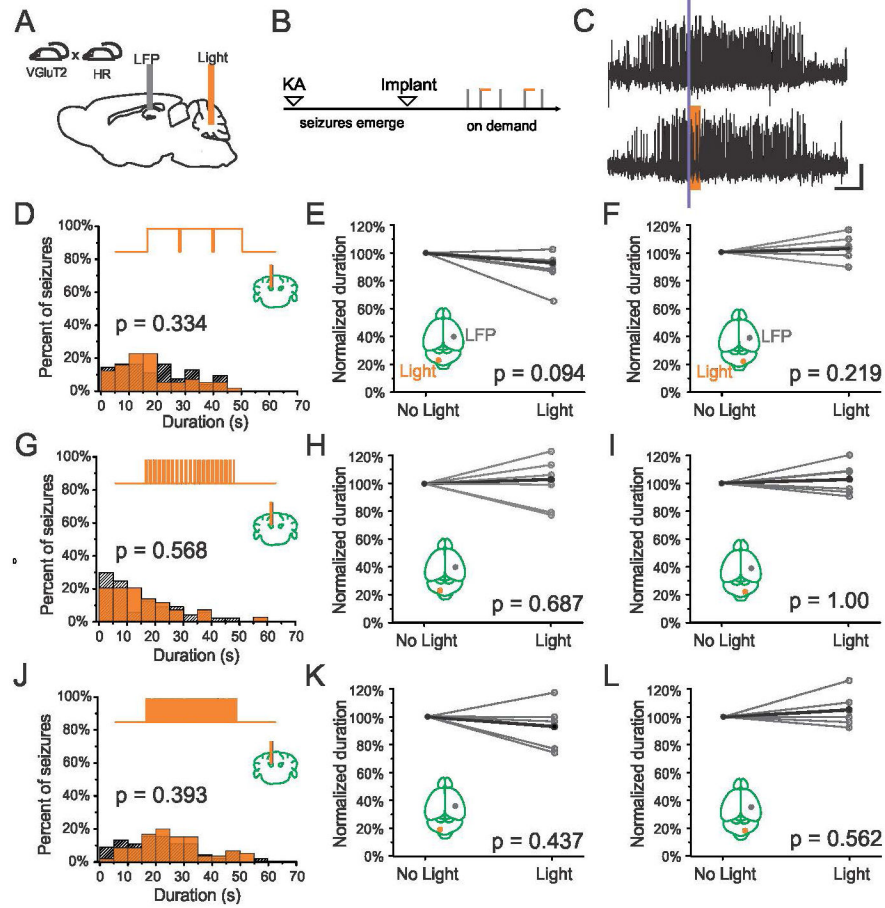 A
B
C
VGluT2 x HR
LFP
Light
KA
Implant
seizures emerge
on demand
D
E
F
Percent of seizures
100%
80%
60%
40%
20%
0%
p = 0.334
0 10 20 30 40 50 60 70
Duration (s)
Normalized duration
120%
100%
80%
60%
40%
20%
0%
LFP
Light
p = 0.094
No Light
Light
Normalized duration
120%
100%
80%
60%
40%
20%
0%
LFP
Light
p = 0.219
No Light
Light
G
H
I
Percent of seizures
100%
80%
60%
40%
20%
0%
p = 0.568
0 10 20 30 40 50 60 70
Duration (s)
Normalized duration
120%
100%
80%
60%
40%
20%
0%
p = 0.687
No Light
Light
Normalized duration
120%
100%
80%
60%
40%
20%
0%
p = 1.00
No Light
Light
J
K
L
Percent of seizures
100%
80%
60%
40%
20%
0%
p = 0.393
0 10 20 30 40 50 60 70
Duration (s)
Normalized duration
120%
100%
80%
60%
40%
20%
0%
p = 0.437
No Light
Light
Normalized duration
120%
100%
80%
60%
40%
20%
0%
p = 0.562
No Light
Light